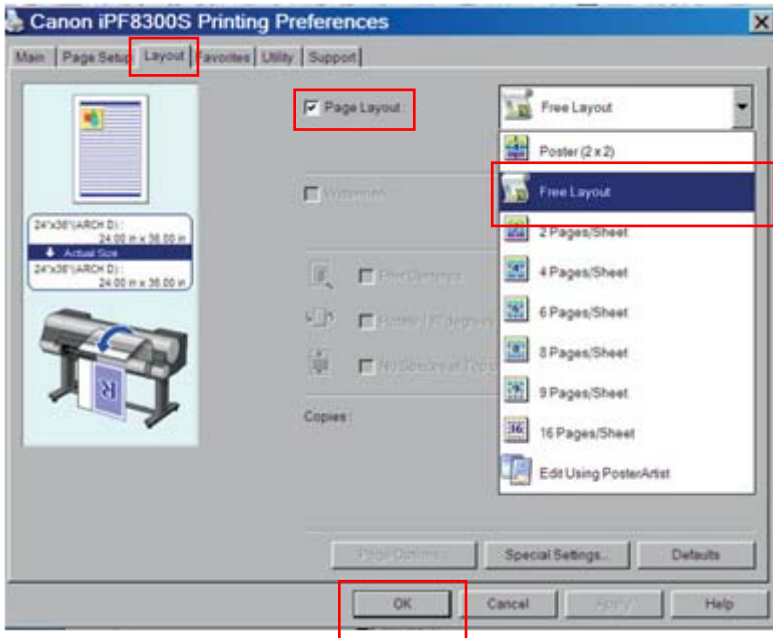 Canon iPF8300S Printing Preferences
Main Page Setup Layout Favorites Utility Support
Page Layout: Free Layout
Poster (2 x 2)
Watermark:
Free Layout
2 Pages/Sheet
24"x36"(ARCH D):
24.00 in x 36.00 in
Actual Size
24"x36"(ARCH D):
24.00 in x 36.00 in
Print Centered
4 Pages/Sheet
6 Pages/Sheet
8 Pages/Sheet
9 Pages/Sheet
Copies:
16 Pages/Sheet
Edit Using PosterArtist
R
Page Options... Special Settings... Defaults
OK Cancel Apply Help